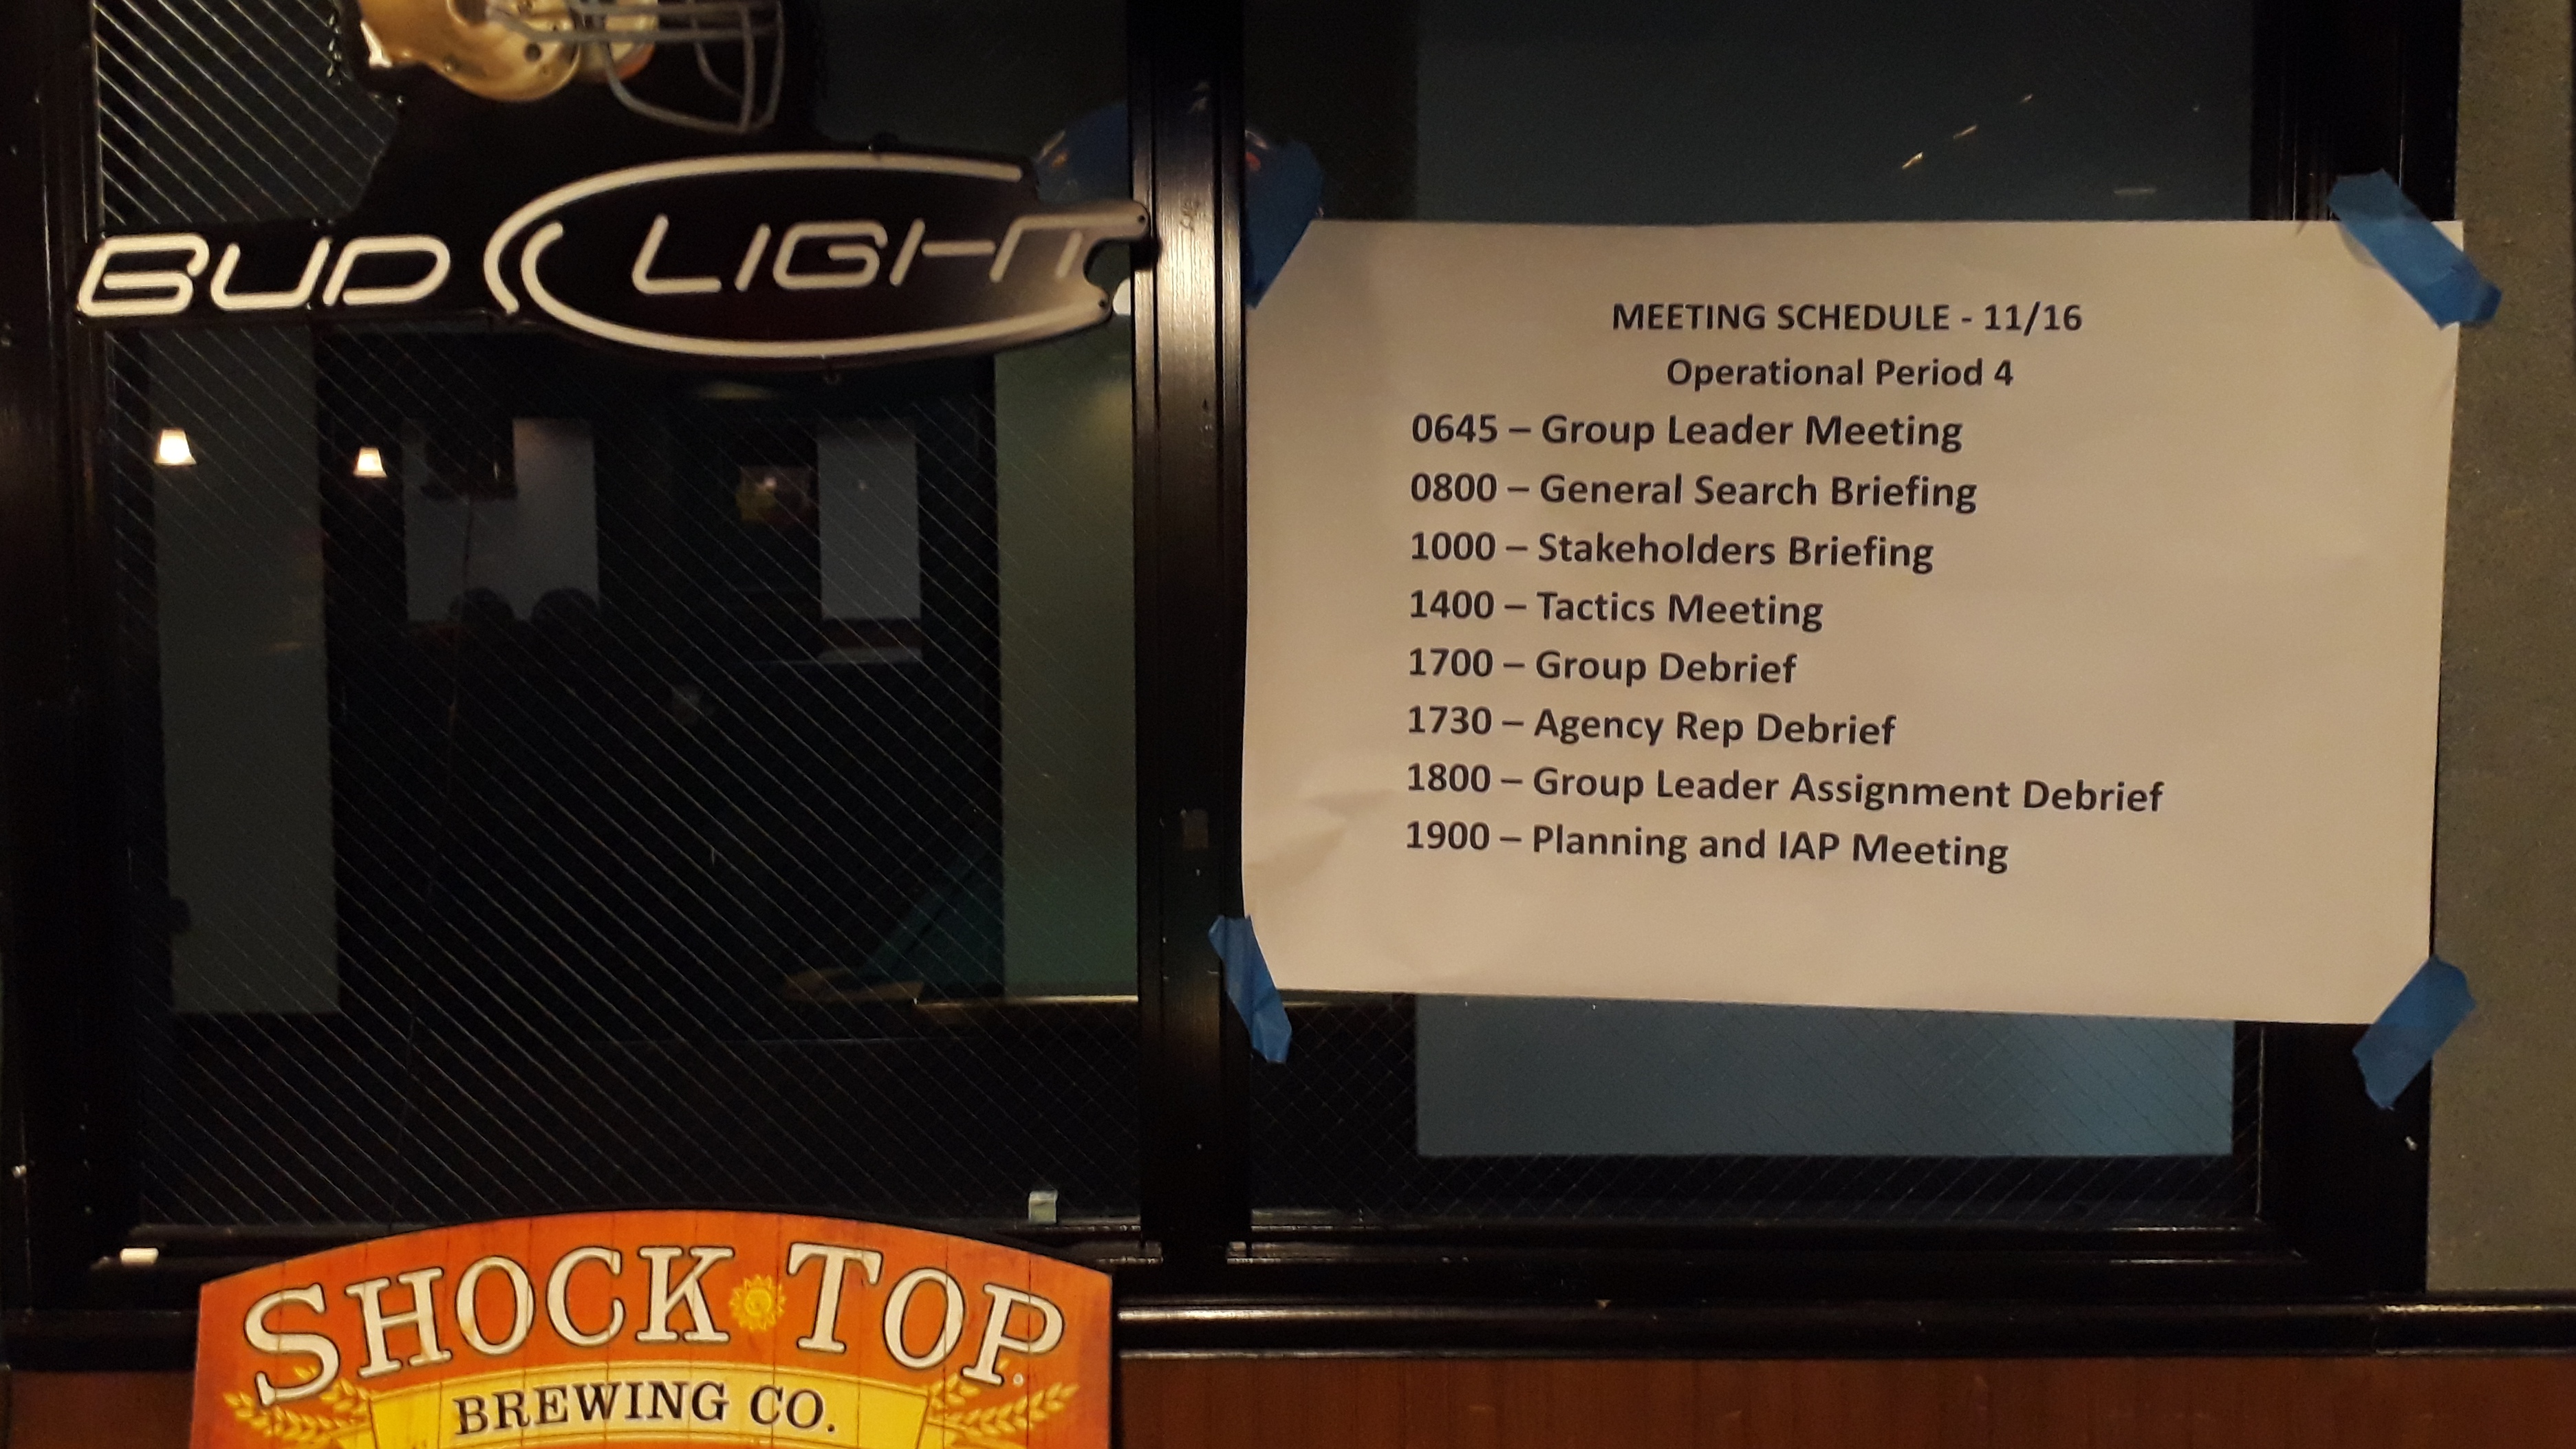 BUD LIGHT
MEETING SCHEDULE - 11/16
Operational Period 4
0645 – Group Leader Meeting
0800 – General Search Briefing
1000 – Stakeholders Briefing
1400 – Tactics Meeting
1700 – Group Debrief
1730 – Agency Rep Debrief
1800 – Group Leader Assignment Debrief
1900 – Planning and IAP Meeting
SHOCK TOP
BREWING CO.